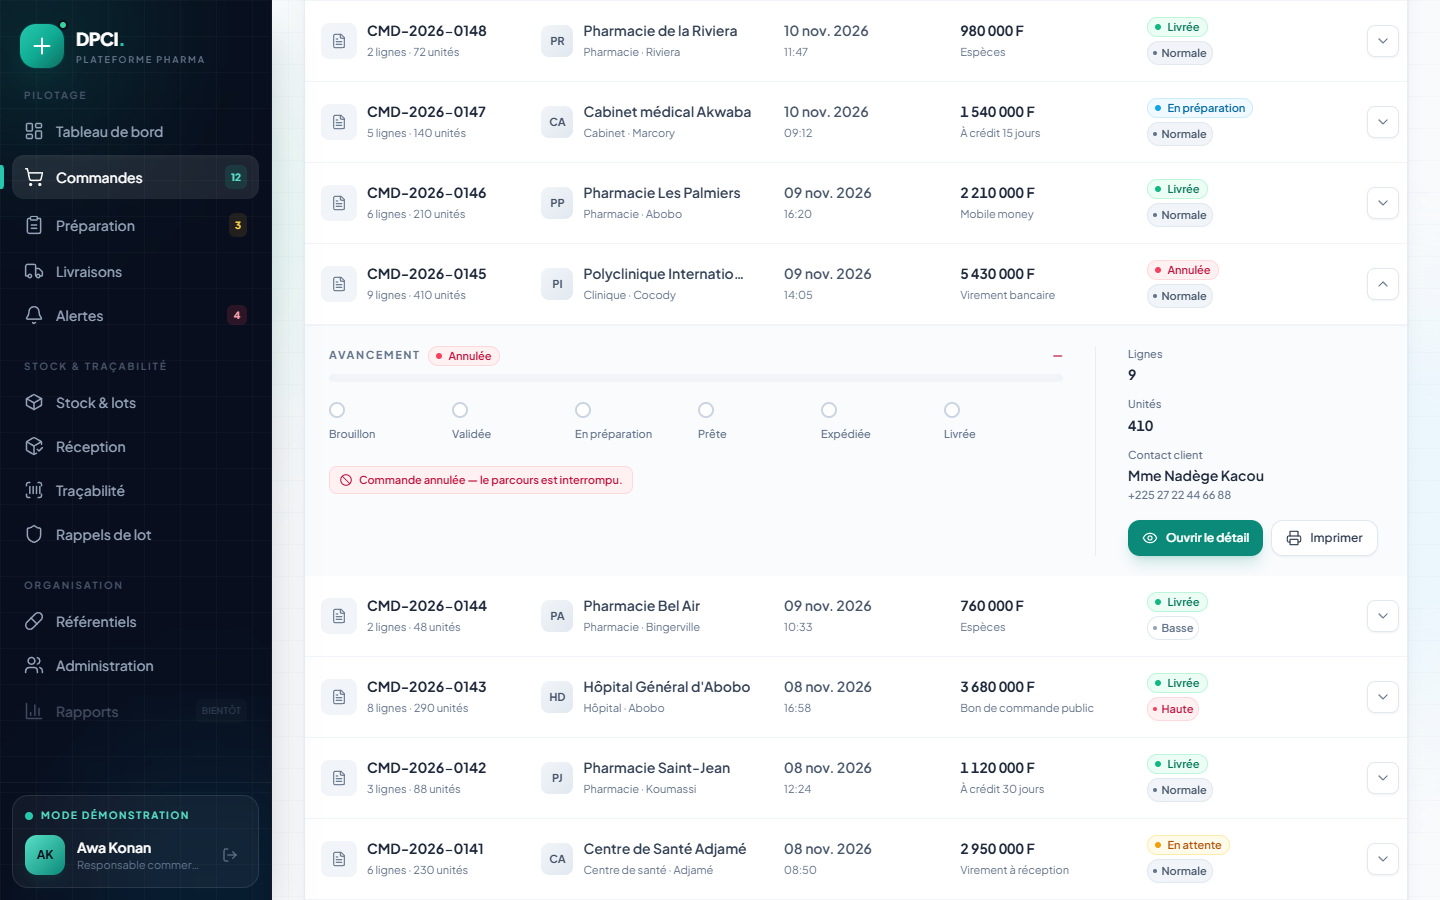 DPCI.
PLATEFORME PHARMA
PILOTAGE
Tableau de bord
Commandes 12
Préparation 3
Livraisons
Alertes 4
STOCK & TRAÇABILITÉ
Stock & lots
Réception
Traçabilité
Rappels de lot
ORGANISATION
Référentiels
Administration
Rapports BIENTÔT
MODE DÉMONSTRATION
AK
Awa Konan
Responsable commer...
CMD-2026-0148 PR Pharmacie de la Riviera 10 nov. 2026 980 000 F Livrée
2 lignes · 72 unités Pharmacie · Riviera 11:47 Espèces Normale
CMD-2026-0147 CA Cabinet médical Akwaba 10 nov. 2026 1 540 000 F En préparation
5 lignes · 140 unités Cabinet · Marcory 09:12 À crédit 15 jours Normale
CMD-2026-0146 PP Pharmacie Les Palmiers 09 nov. 2026 2 210 000 F Livrée
6 lignes · 210 unités Pharmacie · Abobo 16:20 Mobile money Normale
CMD-2026-0145 PI Polyclinique Internatio... 09 nov. 2026 5 430 000 F Annulée
9 lignes · 410 unités Clinique · Cocody 14:05 Virement bancaire Normale
AVANCEMENT Annulée —
Brouillon Validée En préparation Prête Expédiée Livrée
Commande annulée — le parcours est interrompu.
Lignes
9
Unités
410
Contact client
Mme Nadège Kacou
+225 27 22 44 66 88
Ouvrir le détail Imprimer
CMD-2026-0144 PA Pharmacie Bel Air 09 nov. 2026 760 000 F Livrée
2 lignes · 48 unités Pharmacie · Bingerville 10:33 Espèces Basse
CMD-2026-0143 HD Hôpital Général d'Abobo 08 nov. 2026 3 680 000 F Livrée
8 lignes · 290 unités Hôpital · Abobo 16:58 Bon de commande public Haute
CMD-2026-0142 PJ Pharmacie Saint-Jean 08 nov. 2026 1 120 000 F Livrée
3 lignes · 88 unités Pharmacie · Koumassi 12:24 À crédit 30 jours Normale
CMD-2026-0141 CA Centre de Santé Adjamé 08 nov. 2026 2 950 000 F En attente
6 lignes · 230 unités Centre de santé · Adjamé 08:50 Virement à réception Normale